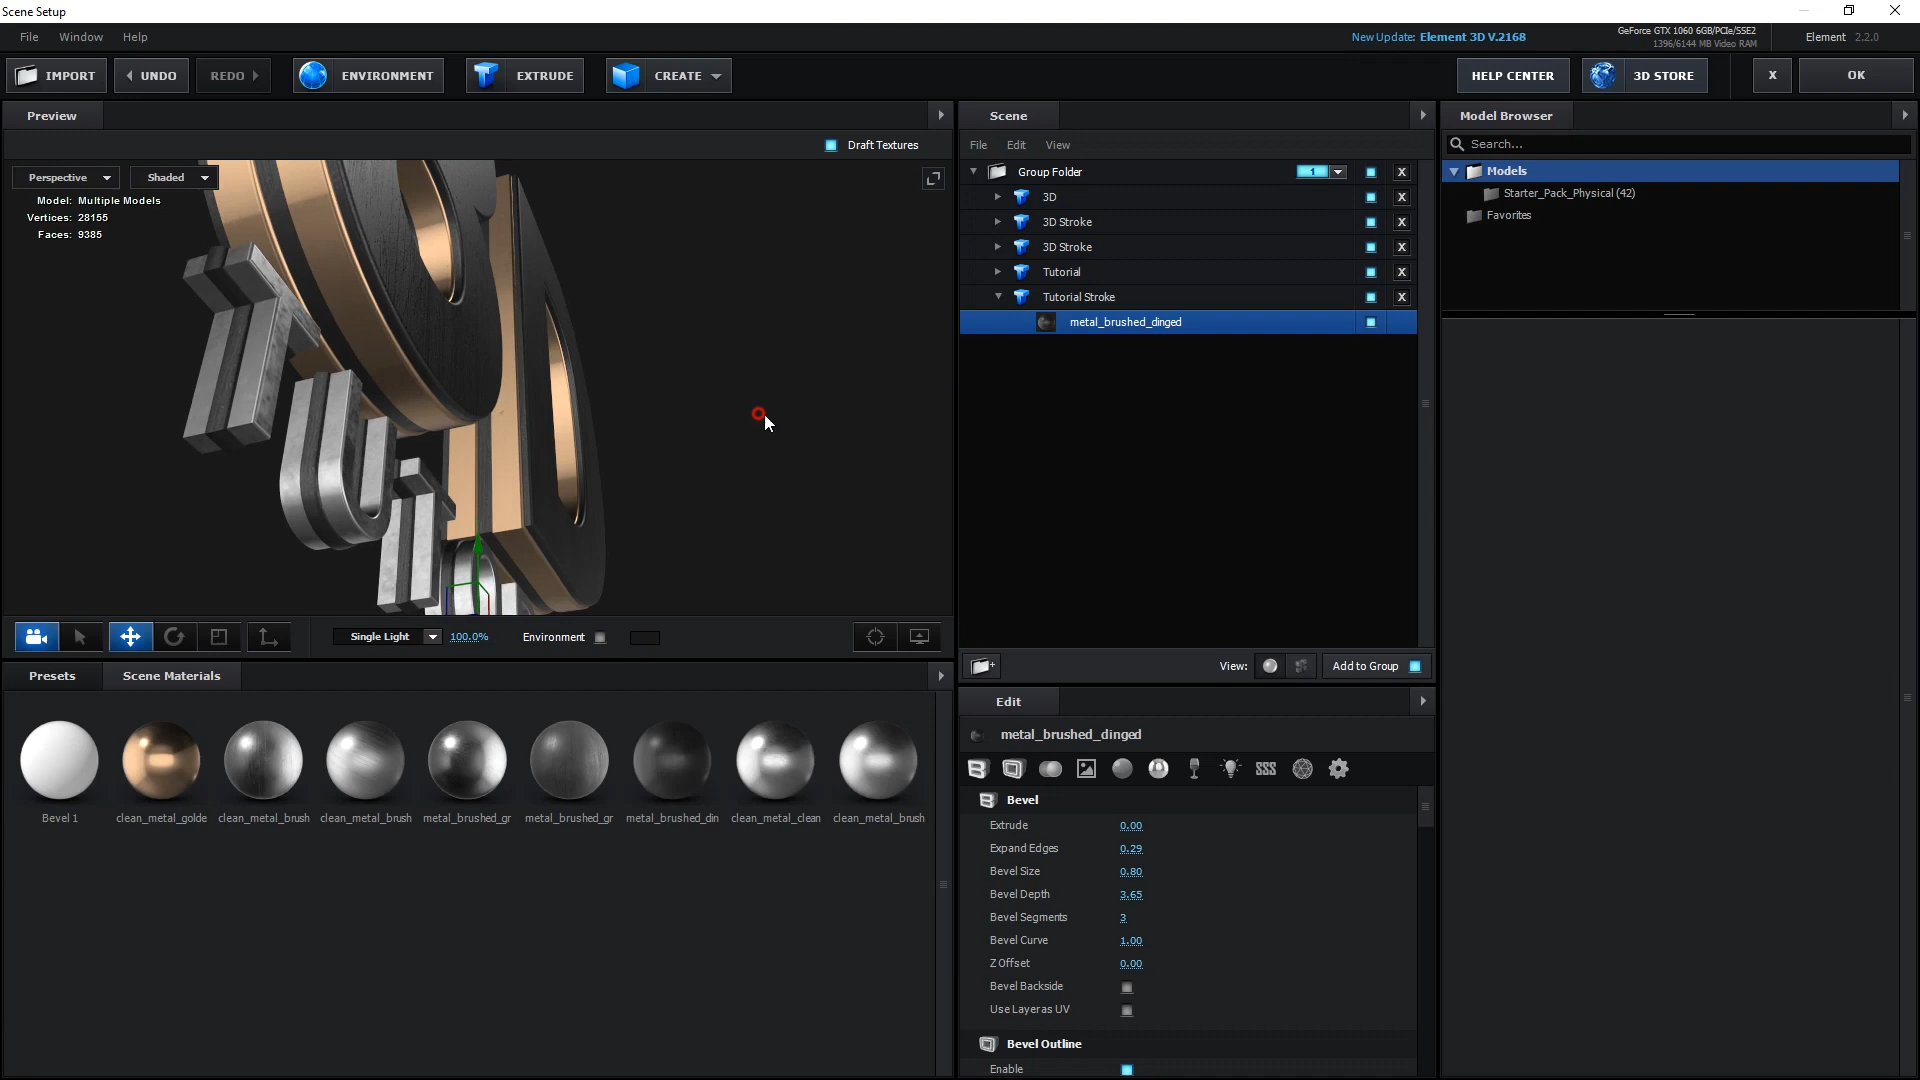 Scene Setup
File Window Help
New Update: Element 3D V.2168
GeForce GTX 1060 6GB/PCIe/SSE2
1396/6144 MB Video RAM
Element 2.2.0
IMPORT UNDO REDO ENVIRONMENT EXTRUDE CREATE HELP CENTER 3D STORE X OK
Preview
Draft Textures
Perspective Shaded
Model: Multiple Models
Vertices: 28155
Faces: 9385
Single Light 100.0% Environment
Presets Scene Materials
Bevel 1 clean_metal_golde clean_metal_brush clean_metal_brush metal_brushed_gr metal_brushed_gr metal_brushed_din clean_metal_clean clean_metal_brush
Scene
File Edit View
Group Folder 1 X
3D X
3D Stroke X
3D Stroke X
Tutorial X
Tutorial Stroke X
metal_brushed_dinged
View: Add to Group
Edit
metal_brushed_dinged
SSS
Bevel
Extrude 0.00
Expand Edges 0.29
Bevel Size 0.80
Bevel Depth 3.65
Bevel Segments 3
Bevel Curve 1.00
Z Offset 0.00
Bevel Backside
Use Layer as UV
Bevel Outline
Enable
Model Browser
Search...
Models
Starter_Pack_Physical (42)
Favorites